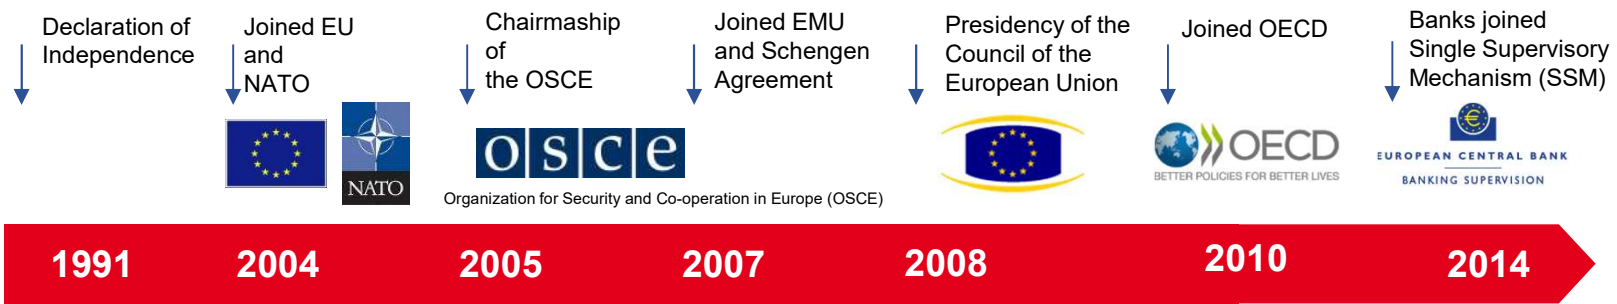 Declaration of
Independence
Joined EU
and
NATO
Chairmaship
of
the OSCE
Joined EMU
and Schengen
Agreement
Presidency of the
Council of the
European Union
Joined OECD
Banks joined
Single Supervisory
Mechanism (SSM)
NATO
osce
Organization for Security and Co-operation in Europe (OSCE)
OECD
BETTER POLICIES FOR BETTER LIVES
€
EUROPEAN CENTRAL BANK
BANKING SUPERVISION
1991
2004
2005
2007
2008
2010
2014